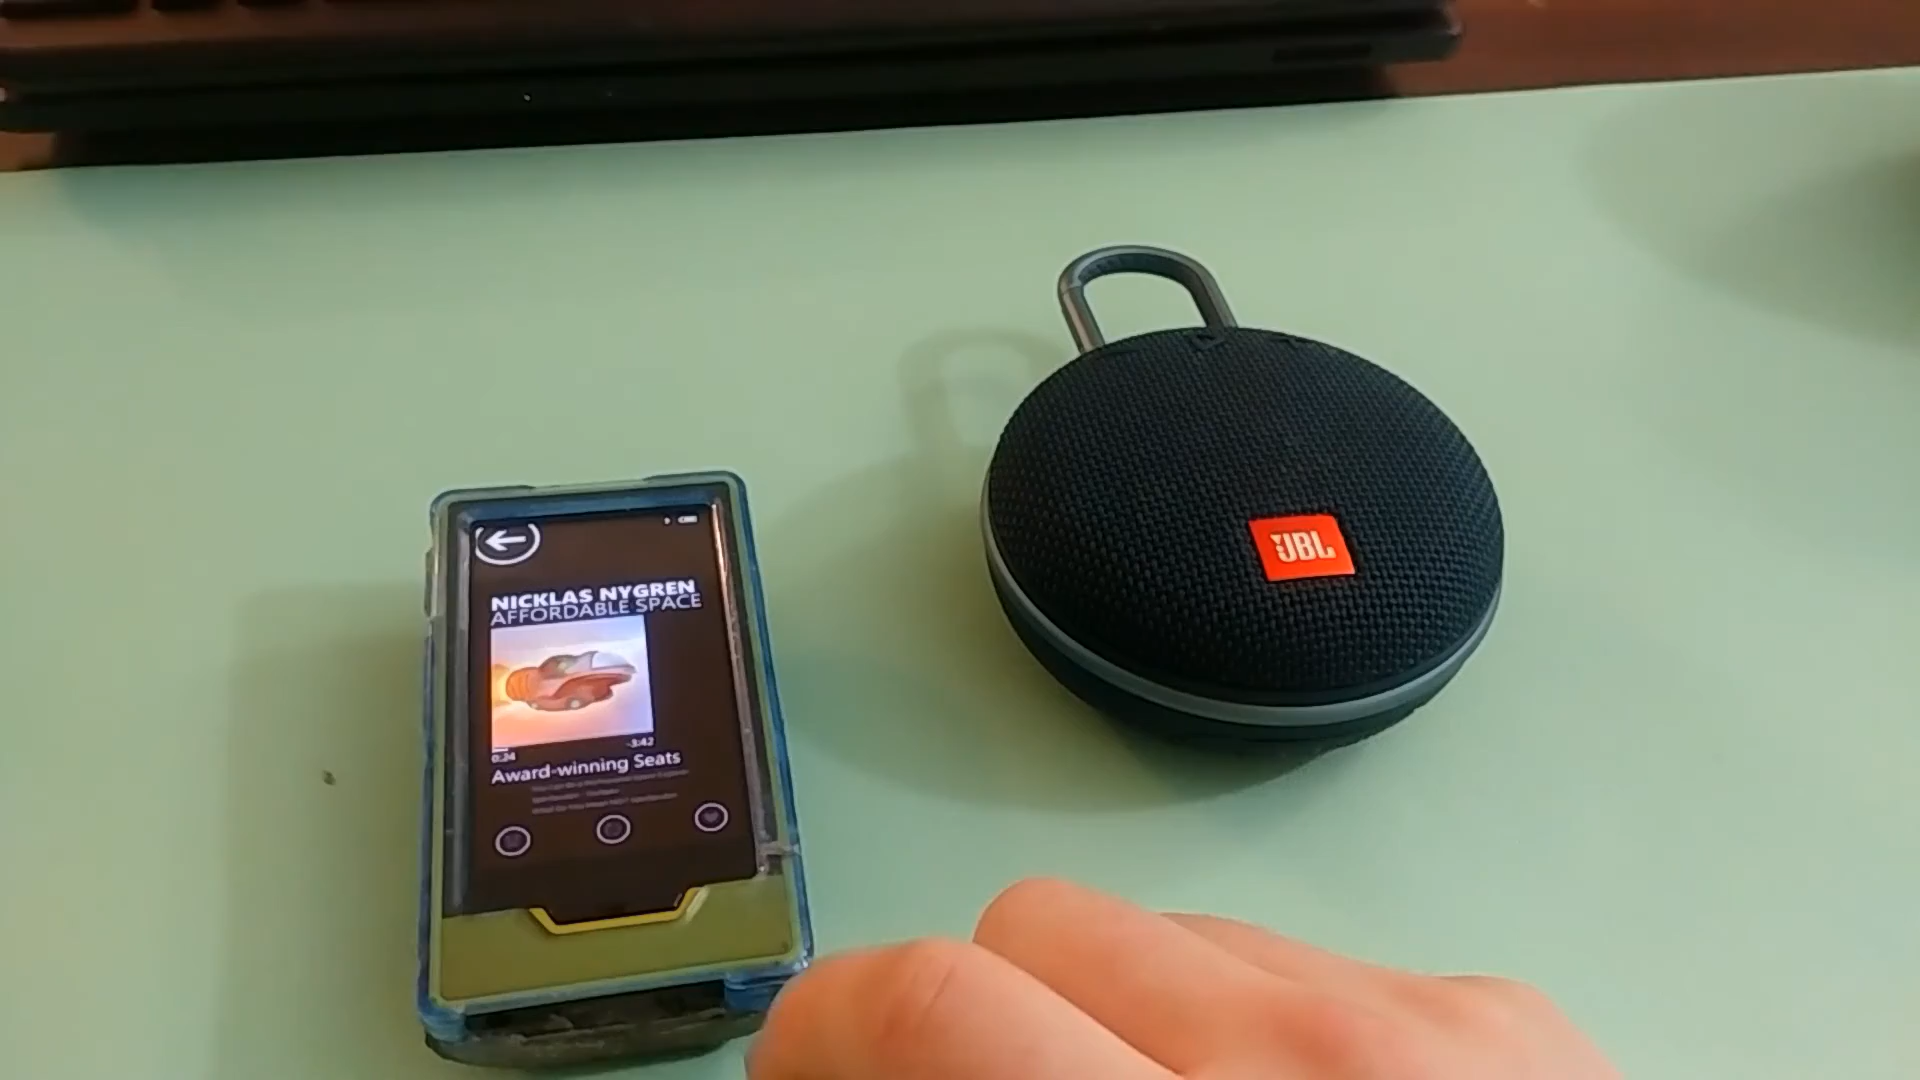 NICKLAS NYGREN
AFFORDABLE SPACE
0:24
-3:42
Award-winning Seats
JBL